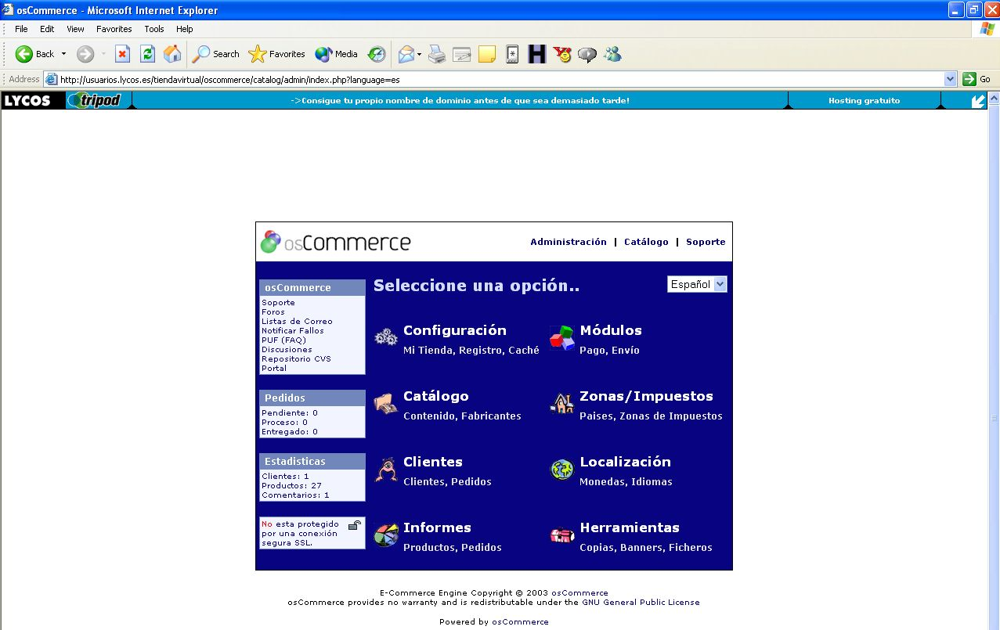 osCommerce - Microsoft Internet Explorer
File Edit View Favorites Tools Help
Back Search Favorites Media
Address http://usuarios.lycos.es/tiendavirtual/oscommerce/catalog/admin/index.php?language=es Go
LYCOS tripod ->Consigue tu propio nombre de dominio antes de que sea demasiado tarde! Hosting gratuito
osCommerce Administración | Catálogo | Soporte
osCommerce
Soporte
Foros
Listas de Correo
Notificar Fallos
PUF (FAQ)
Discusiones
Repositorio CVS
Portal
Pedidos
Pendiente: 0
Proceso: 0
Entregado: 0
Estadisticas
Clientes: 1
Productos: 27
Comentarios: 1
No esta protegido
por una conexión
segura SSL.
Seleccione una opción.. Español
Configuración
Mi Tienda, Registro, Caché
Módulos
Pago, Envío
Catálogo
Contenido, Fabricantes
Zonas/Impuestos
Paises, Zonas de Impuestos
Clientes
Clientes, Pedidos
Localización
Monedas, Idiomas
Informes
Productos, Pedidos
Herramientas
Copias, Banners, Ficheros
E-Commerce Engine Copyright © 2003 osCommerce
osCommerce provides no warranty and is redistributable under the GNU General Public License
Powered by osCommerce